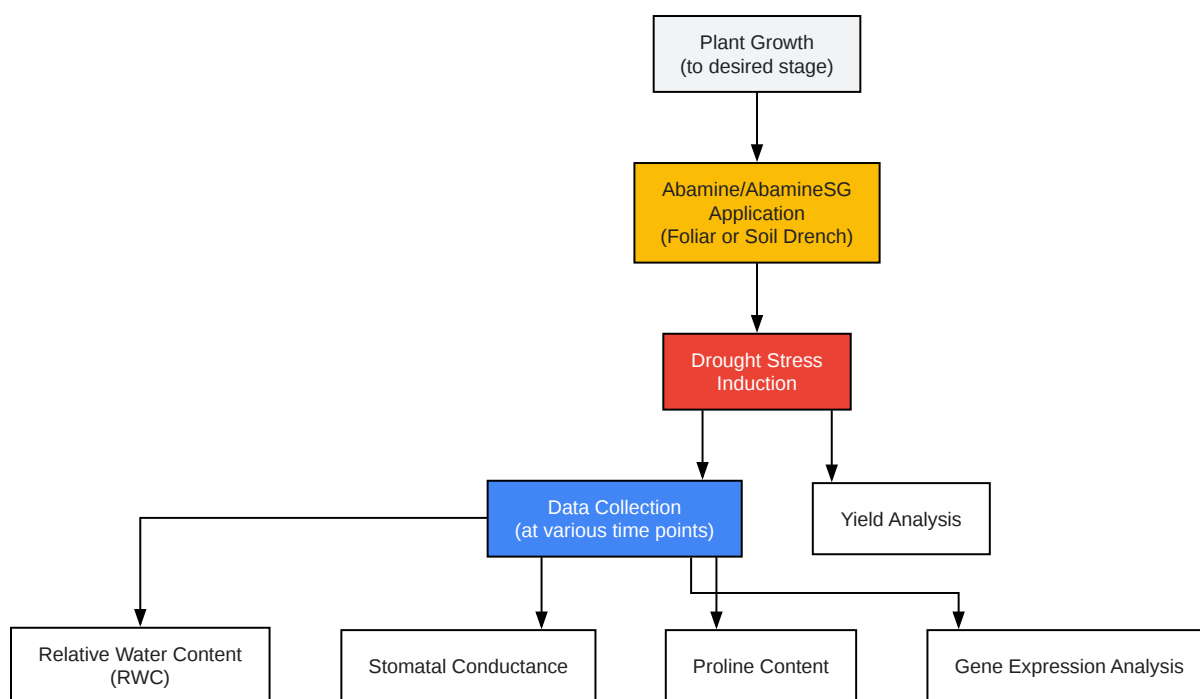 Plant Growth
(to desired stage)
Abamine/AbamineSG
Application
(Foliar or Soil Drench)
Drought Stress
Induction
Data Collection
(at various time points)
Yield Analysis
Relative Water Content
(RWC)
Stomatal Conductance
Proline Content
Gene Expression Analysis